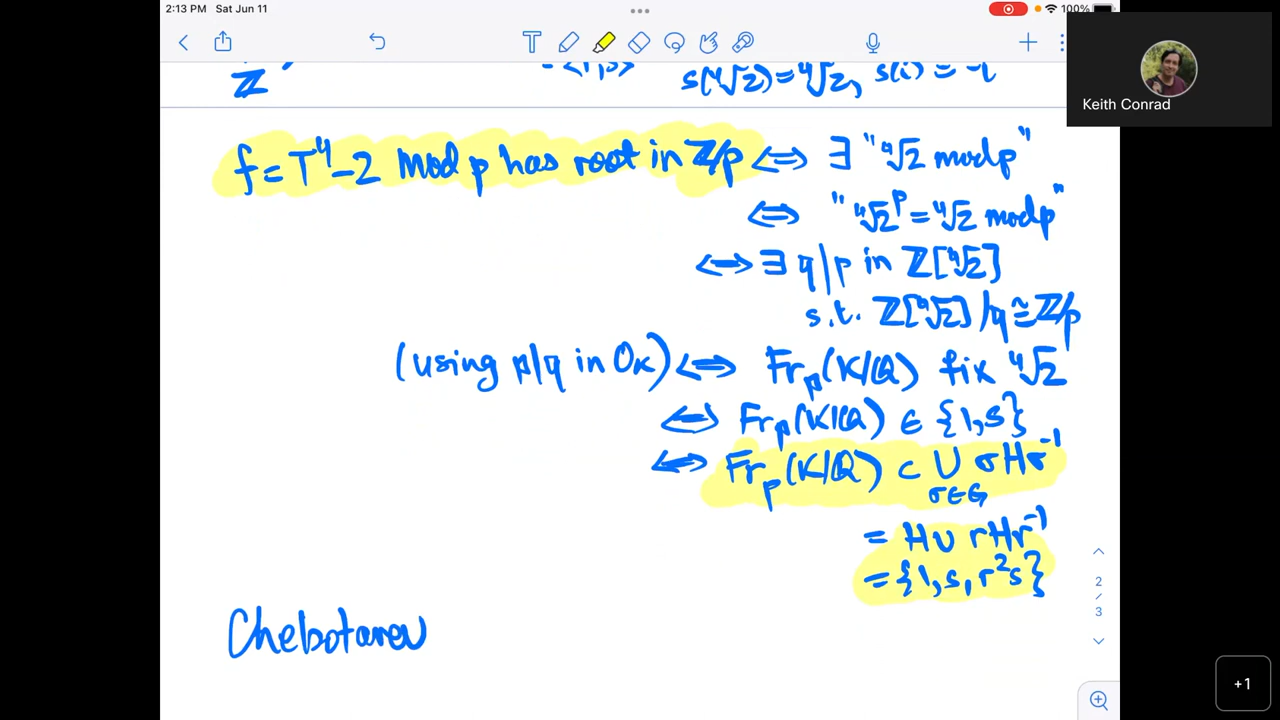 2:13 PM Sat Jun 11
100%
Keith Conrad
ℤ
s(⁴√2) = ⁴√2, s(i) = -i
f = T⁴-2 mod p has root in ℤ/p ⇔ ∃ "⁴√2 mod p"
⇔ "⁴√2ᵖ = ⁴√2 mod p"
⇔ ∃ q|p in ℤ[⁴√2]
s.t. ℤ[⁴√2]/q ≅ ℤ/p
(using p/q in O_K) ⇔ Fr_p(K/ℚ) fix ⁴√2
⇔ Fr_p(K/ℚ) ∈ {1,s}
⇔ Fr_p(K/ℚ) ⊂ ∪_{σ∈G} σHσ⁻¹
= H ∪ rHr⁻¹
= {1, s, r²s}
Chebotarev
2
/
3
+1